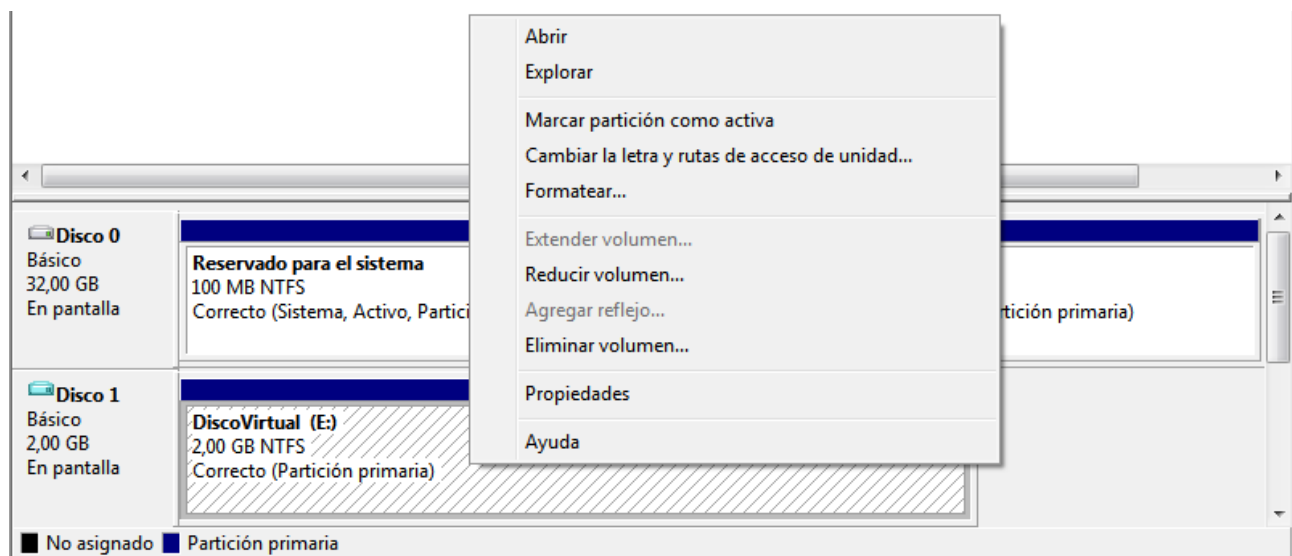 Abrir
Explorar
Marcar partición como activa
Cambiar la letra y rutas de acceso de unidad...
Formatear...
Extender volumen...
Reducir volumen...
Agregar reflejo...
Eliminar volumen...
Propiedades
Ayuda
Disco 0
Básico
32,00 GB
En pantalla
Reservado para el sistema
100 MB NTFS
Correcto (Sistema, Activo, Partici
tición primaria)
Disco 1
Básico
2,00 GB
En pantalla
DiscoVirtual (E:)
2,00 GB NTFS
Correcto (Partición primaria)
No asignado Partición primaria